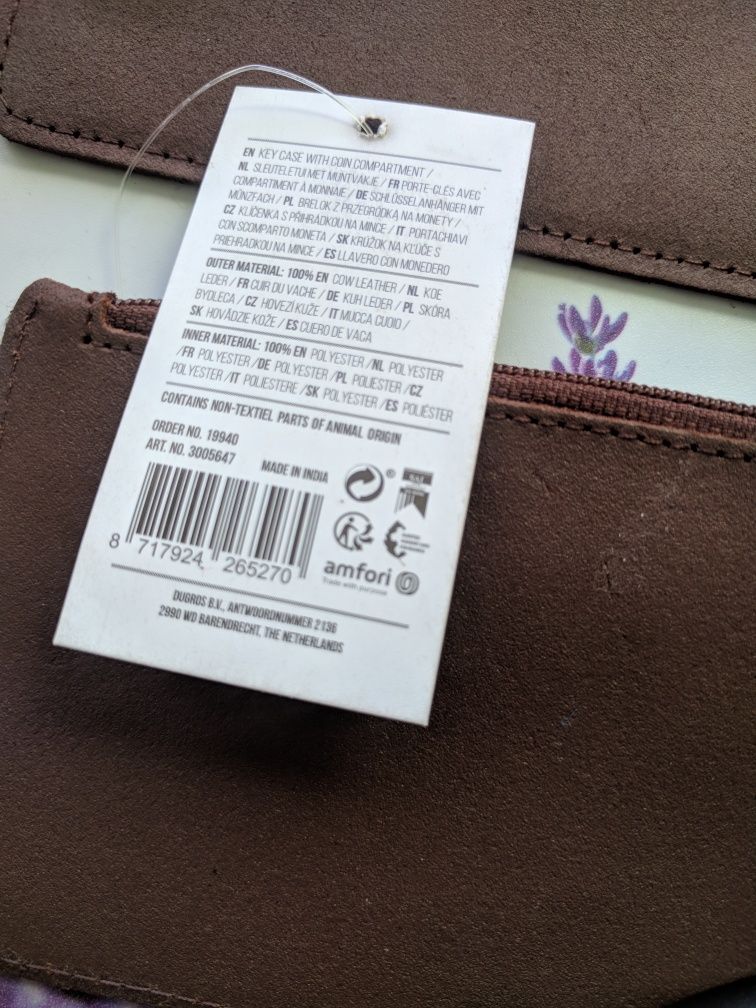 EN KEY CASE WITH COIN COMPARTMENT /
NL SLEUTELETUI MET MUNTVAKJE / FR PORTE-CLÉS AVEC
COMPARTIMENT À MONNAIE / DE SCHLÜSSELANHÄNGER MIT
MÜNZFACH / PL BRELOK Z PRZEGRÓDKĄ NA MONETY /
CZ KLÍČENKA S PŘIHRÁDKOU NA MINCE / IT PORTACHIAVI
CON SCOMPARTO MONETA / SK KRÚŽOK NA KĽÚČE S
PRIEHRADKOU NA MINCE / ES LLAVERO CON MONEDERO
OUTER MATERIAL: 100% EN COW LEATHER / NL KOE
LEDER / FR CUIR DU VACHE / DE KUH LEDER / PL SKÓRA
BYDLĘCA / CZ HOVEZÍ KUŽE / IT MUCCA CUOIO /
SK HOVÄDZIE KOŽE / ES CUERO DE VACA
INNER MATERIAL: 100% EN POLYESTER / NL POLYESTER
/FR POLYESTER /DE POLYESTER /PL POLIESTER /CZ
POLYESTER /IT POLIESTERE /SK POLYESTER /ES POLIÉSTER
CONTAINS NON-TEXTIEL PARTS OF ANIMAL ORIGIN
ORDER NO. 19940
ART. NO. 3005647
MADE IN INDIA
8 717924 265270
amfori
Trade with purpose
DUGROS B.V., ANTWOORDNUMMER 2136
2990 WD BARENDRECHT, THE NETHERLANDS